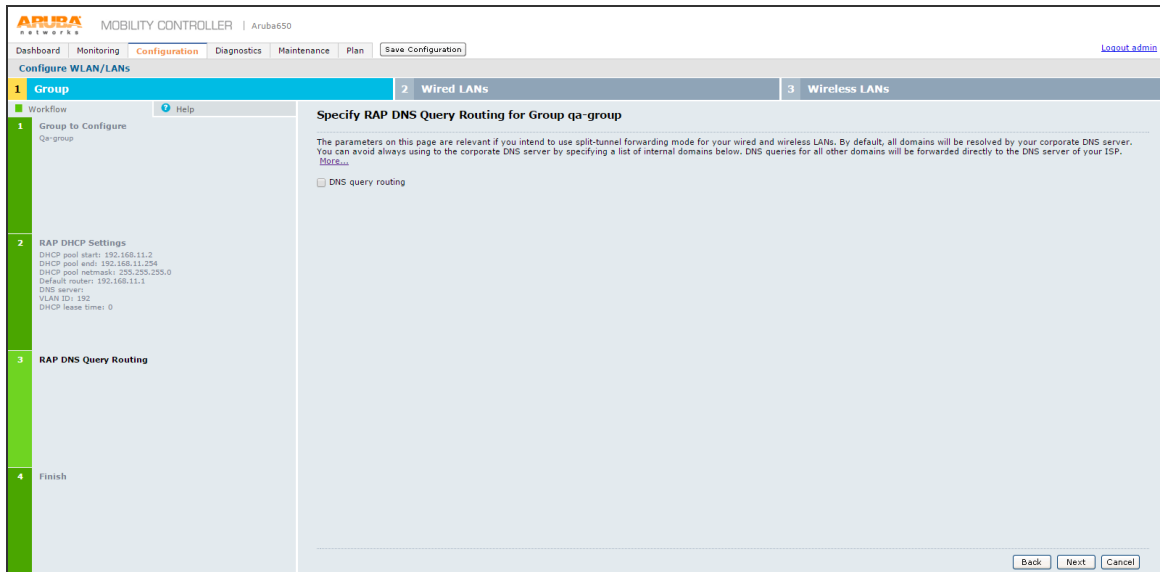 ARUBA
networks
MOBILITY CONTROLLER | Aruba650
Dashboard Monitoring Configuration Diagnostics Maintenance Plan Save Configuration Logout admin
Configure WLAN/LANs
1 Group 2 Wired LANs 3 Wireless LANs
Workflow ? Help
1 Group to Configure
Qa-group
2 RAP DHCP Settings
DHCP pool start: 192.168.11.2
DHCP pool end: 192.168.11.254
DHCP pool netmask: 255.255.255.0
Default router: 192.168.11.1
DNS server:
VLAN ID: 192
DHCP lease time: 0
3 RAP DNS Query Routing
4 Finish
Specify RAP DNS Query Routing for Group qa-group
The parameters on this page are relevant if you intend to use split-tunnel forwarding mode for your wired and wireless LANs. By default, all domains will be resolved by your corporate DNS server.
You can avoid always using to the corporate DNS server by specifying a list of internal domains below. DNS queries for all other domains will be forwarded directly to the DNS server of your ISP.
More...
DNS query routing
Back Next Cancel